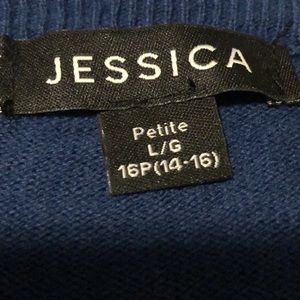 JESSICA
Petite
L/G
16P(14-16)